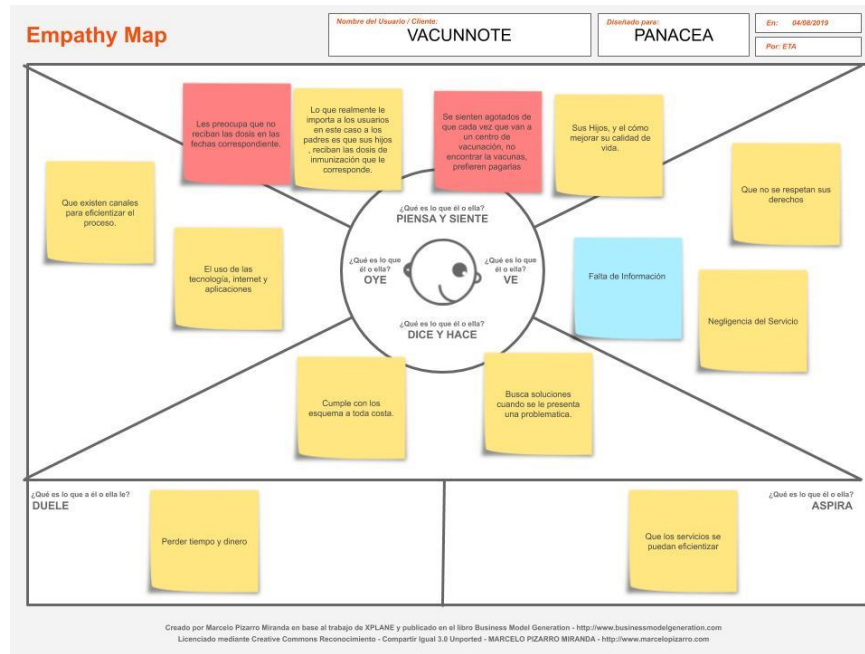 Empathy Map
Nombre del Usuario / Cliente:
VACUNNOTE
Diseñado para:
PANACEA
En: 04/08/2019
Por: ETA
Les preocupa que no
reciban las dosis en las
fechas correspondiente.
Lo que realmente le
importa a los usuarios
en este caso a los
padres es que sus hijos
, reciban las dosis de
inmunización que le
corresponde.
Se sienten agotados de
que cada vez que van a
un centro de
vacunación, no
encontrar la vacunas,
prefieren pagarlas
Sus Hijos, y el cómo
mejorar su calidad de
vida.
Que existen canales
para eficientizar el
proceso.
El uso de las
tecnología, internet y
aplicaciones
¿Qué es lo que él o ella?
PIENSA Y SIENTE
¿Qué es lo que
él o ella?
OYE
¿Qué es lo que
él o ella?
VE
¿Qué es lo que él o ella?
DICE Y HACE
Falta de Información
Que no se respetan sus
derechos
Negligencia del Servicio
Cumple con los
esquema a toda costa.
Busca soluciones
cuando se le presenta
una problematica.
¿Qué es lo que a él o ella le?
DUELE
Perder tiempo y dinero
Que los servicios se
puedan eficientizar
¿Qué es lo que él o ella?
ASPIRA
Creado por Marcelo Pizarro Miranda en base al trabajo de XPLANE y publicado en el libro Business Model Generation - http://www.businessmodelgeneration.com
Licenciado mediante Creative Commons Reconocimiento - Compartir Igual 3.0 Unported - MARCELO PIZARRO MIRANDA - http://www.marcelopizarro.com